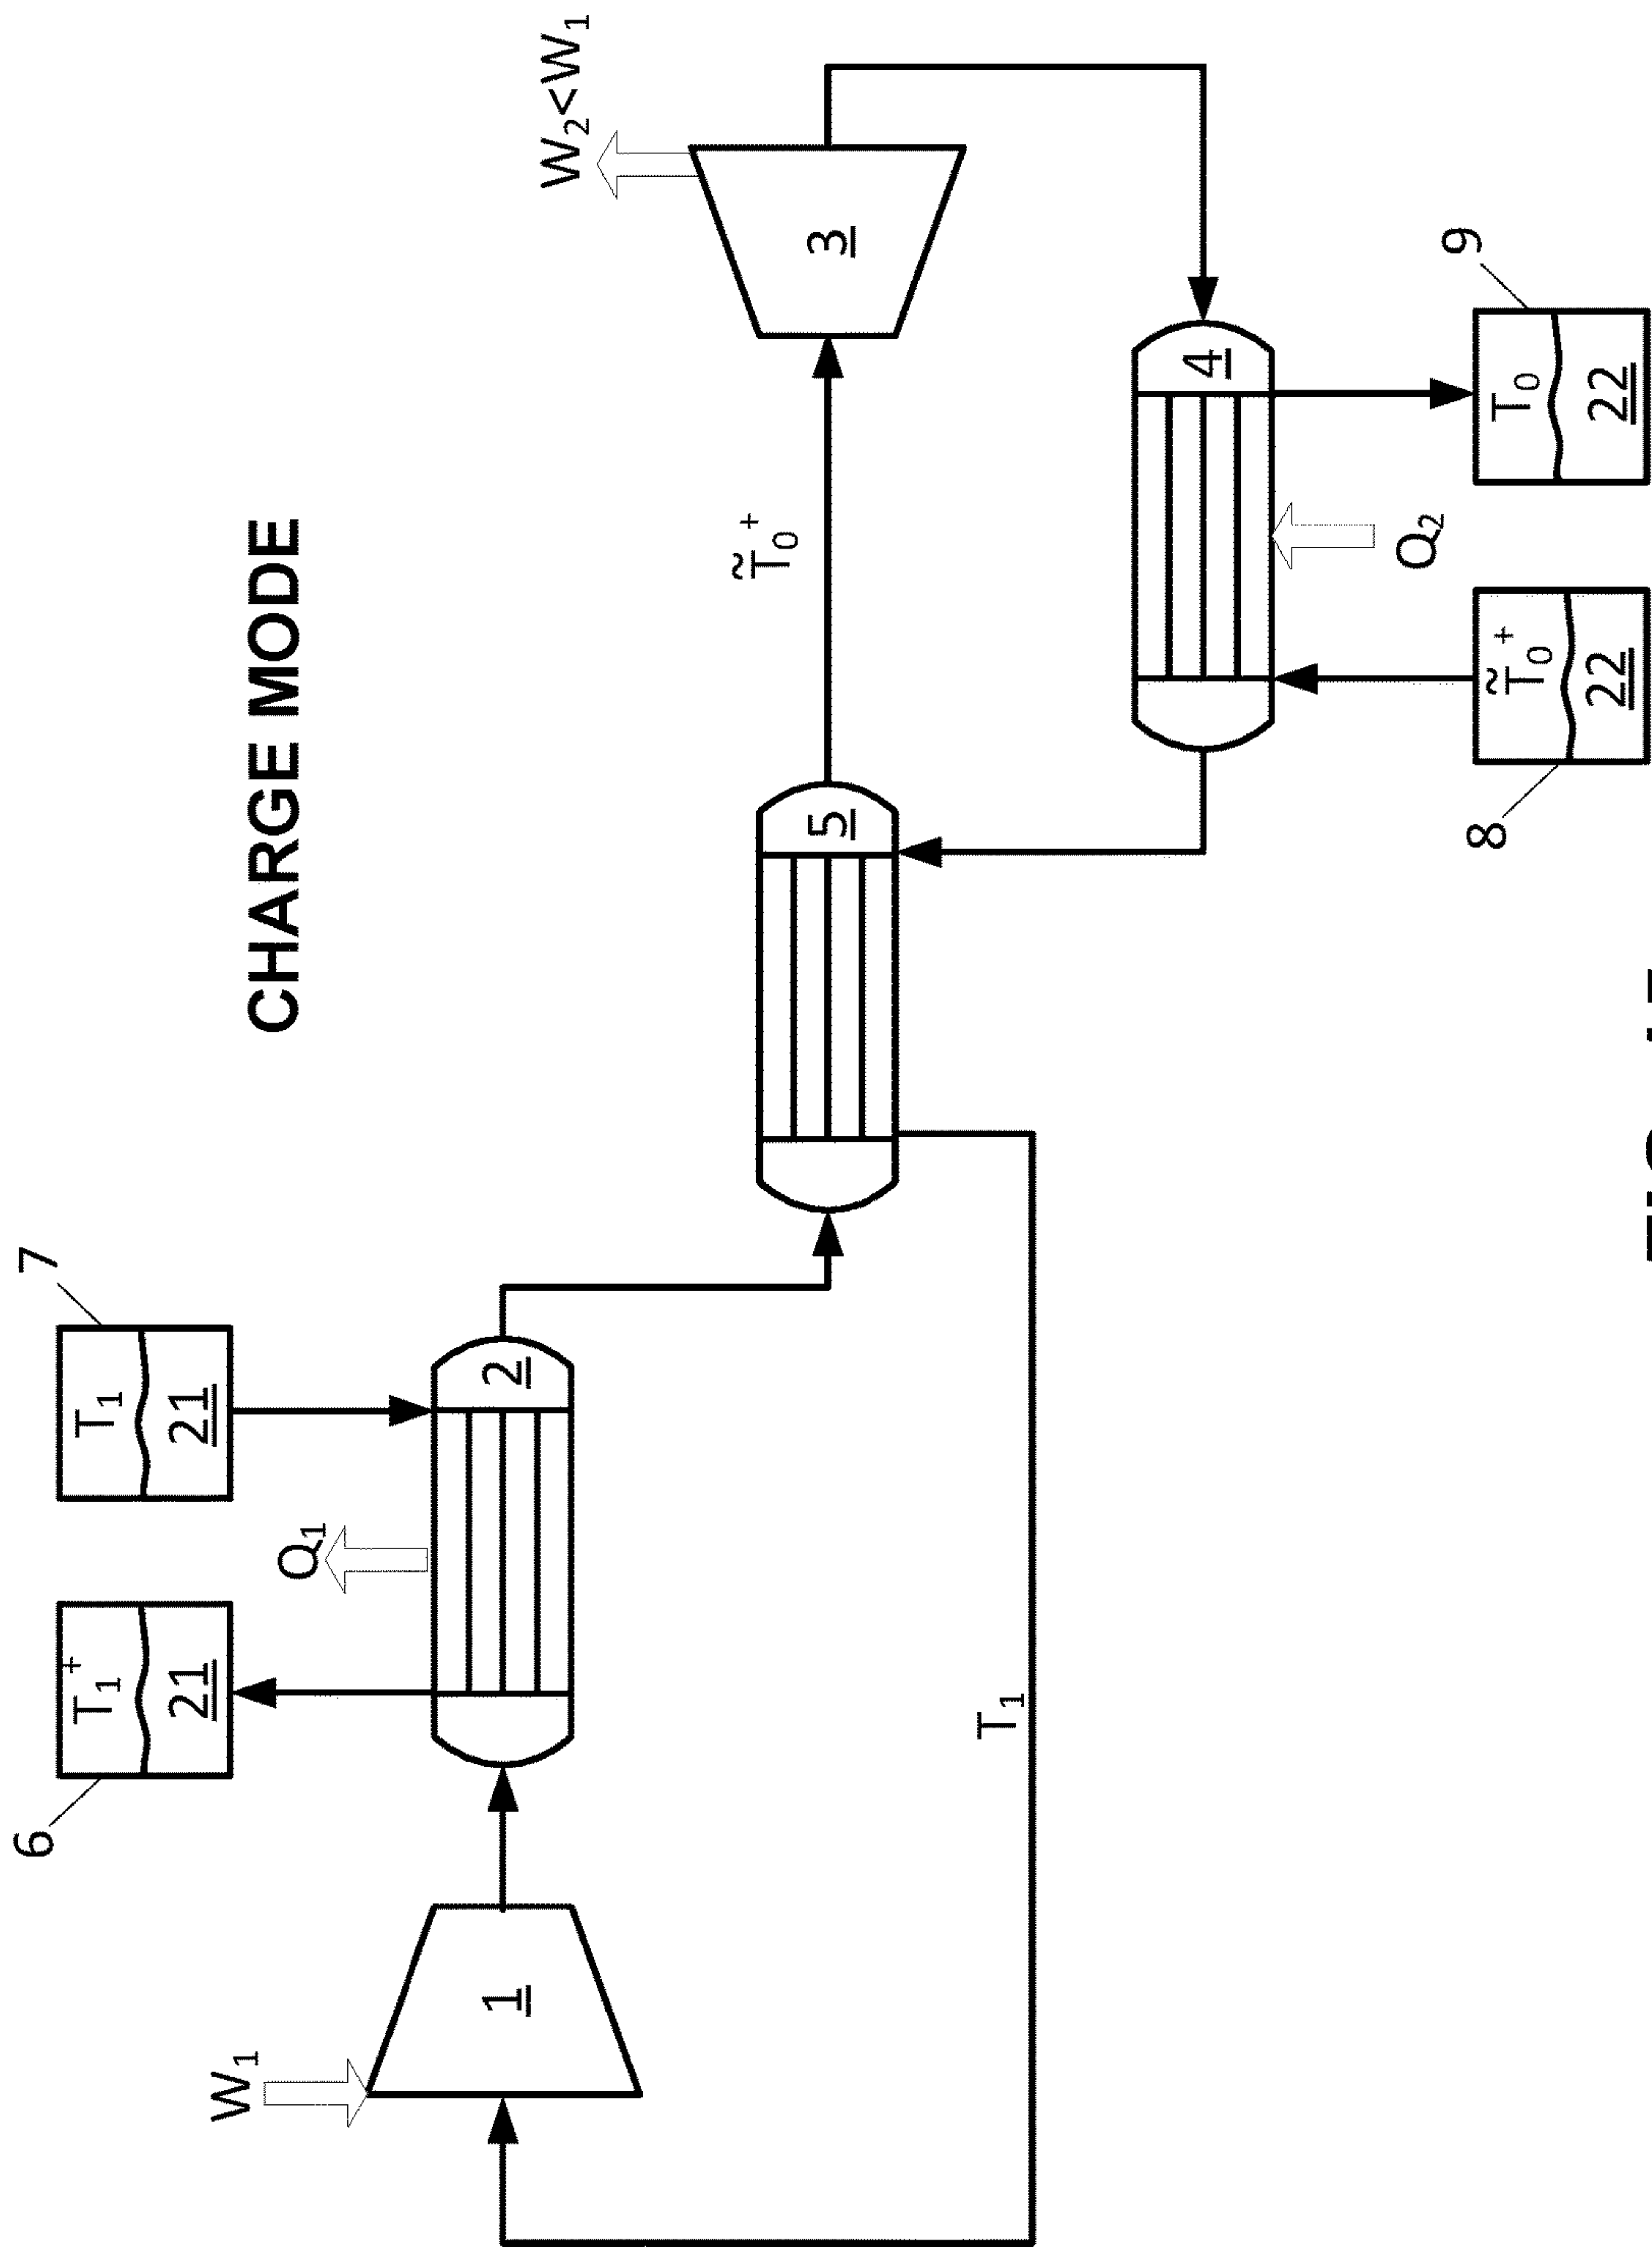 CHARGE MODE
6
7
T₁⁺
21
T₁
21
W₁
Q₁
1
2
W₂<W₁
T̃₀⁺
5
3
T₁
4
Q₂
8
9
T̃₀⁺
22
T₀
22